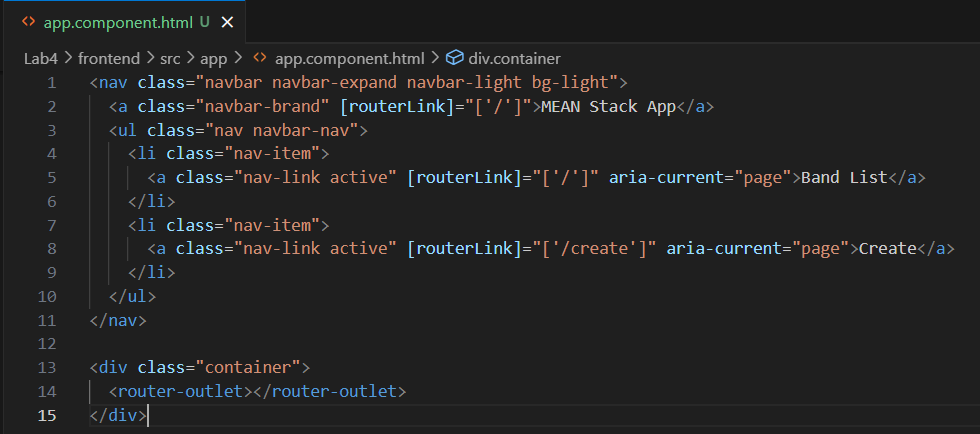 <> app.component.html U ×
Lab4 > frontend > src > app > <> app.component.html > div.container
1 <nav class="navbar navbar-expand navbar-light bg-light">
2 <a class="navbar-brand" [routerLink]="['/']">MEAN Stack App</a>
3 <ul class="nav navbar-nav">
4 <li class="nav-item">
5 <a class="nav-link active" [routerLink]="['/']" aria-current="page">Band List</a>
6 </li>
7 <li class="nav-item">
8 <a class="nav-link active" [routerLink]="['/create']" aria-current="page">Create</a>
9 </li>
10 </ul>
11 </nav>
12
13 <div class="container">
14 <router-outlet></router-outlet>
15 </div>